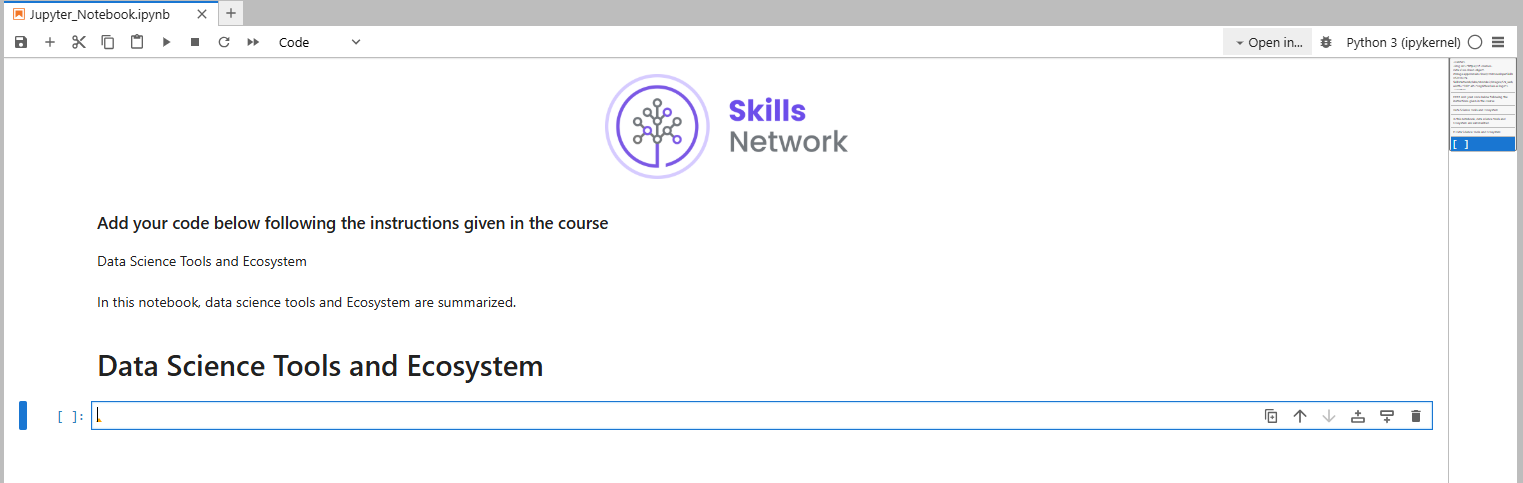 Jupyter_Notebook.ipynb
Code
Open in...
Python 3 (ipykernel)
Skills
Network
Add your code below following the instructions given in the course
Data Science Tools and Ecosystem
In this notebook, data science tools and Ecosystem are summarized.
Data Science Tools and Ecosystem
[ ]:
[ ]